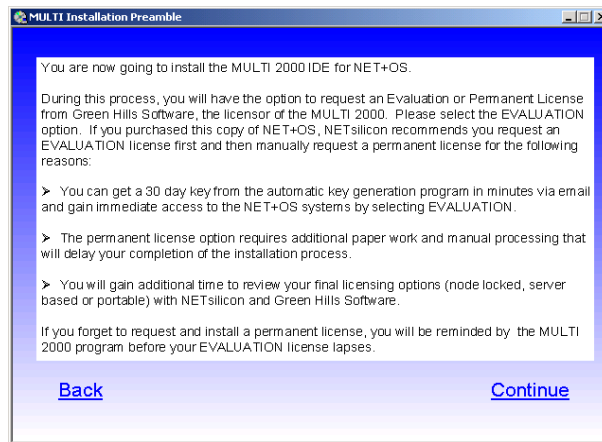 MULTI Installation Preamble
You are now going to install the MULTI 2000 IDE for NET+OS.
During this process, you will have the option to request an Evaluation or Permanent License
from Green Hills Software, the licensor of the MULTI 2000. Please select the EVALUATION
option. If you purchased this copy of NET+OS, NETsilicon recommends you request an
EVALUATION license first and then manually request a permanent license for the following
reasons:
➢ You can get a 30 day key from the automatic key generation program in minutes via email
and gain immediate access to the NET+OS systems by selecting EVALUATION.
➢ The permanent license option requires additional paper work and manual processing that
will delay your completion of the installation process.
➢ You will gain additional time to review your final licensing options (node locked, server
based or portable) with NETsilicon and Green Hills Software.
If you forget to request and install a permanent license, you will be reminded by the MULTI
2000 program before your EVALUATION license lapses.
Back
Continue